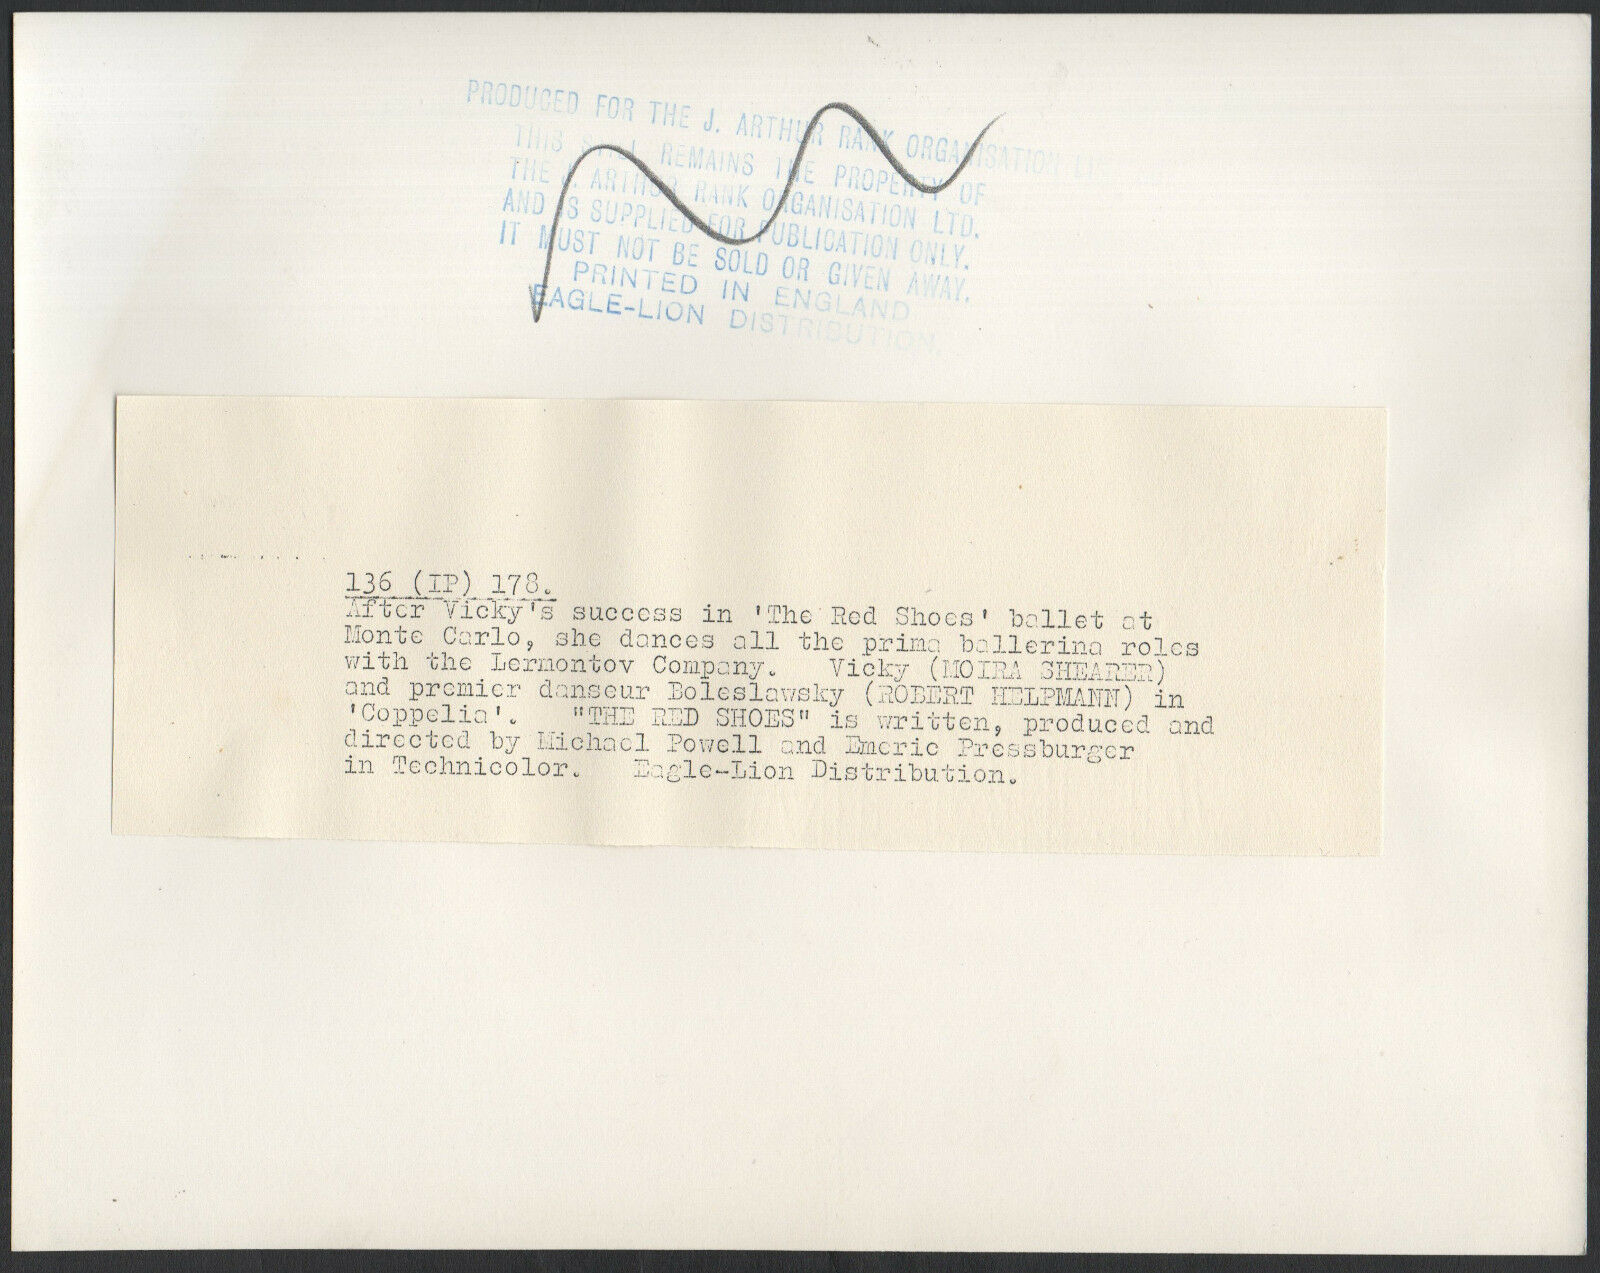 PRODUCED FOR THE J. ARTHUR RANK ORGANISATION
THIS STILL REMAINS THE PROPERTY OF
THE J. ARTHUR RANK ORGANISATION LTD.
AND IS SUPPLIED FOR PUBLICATION ONLY.
IT MUST NOT BE SOLD OR GIVEN AWAY.
PRINTED IN ENGLAND
EAGLE-LION DISTRIBUTION.
136 (IP) 178.
After Vicky's success in 'The Red Shoes' ballet at
Monte Carlo, she dances all the prima ballerina roles
with the Lermontov Company. Vicky (MOIRA SHEARER)
and premier danseur Boleslawsky (ROBERT HELPMANN) in
'Coppelia'. "THE RED SHOES" is written, produced and
directed by Michael Powell and Emeric Pressburger
in Technicolor. Eagle-Lion Distribution.